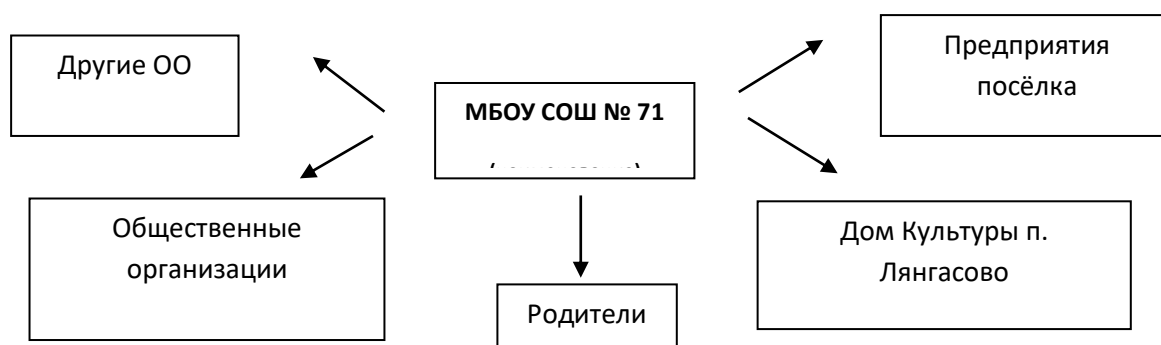 Другие ОО
Предприятия
посёлка
МБОУ СОШ № 71
Общественные
организации
Дом Культуры п.
Лянгасово
Родители